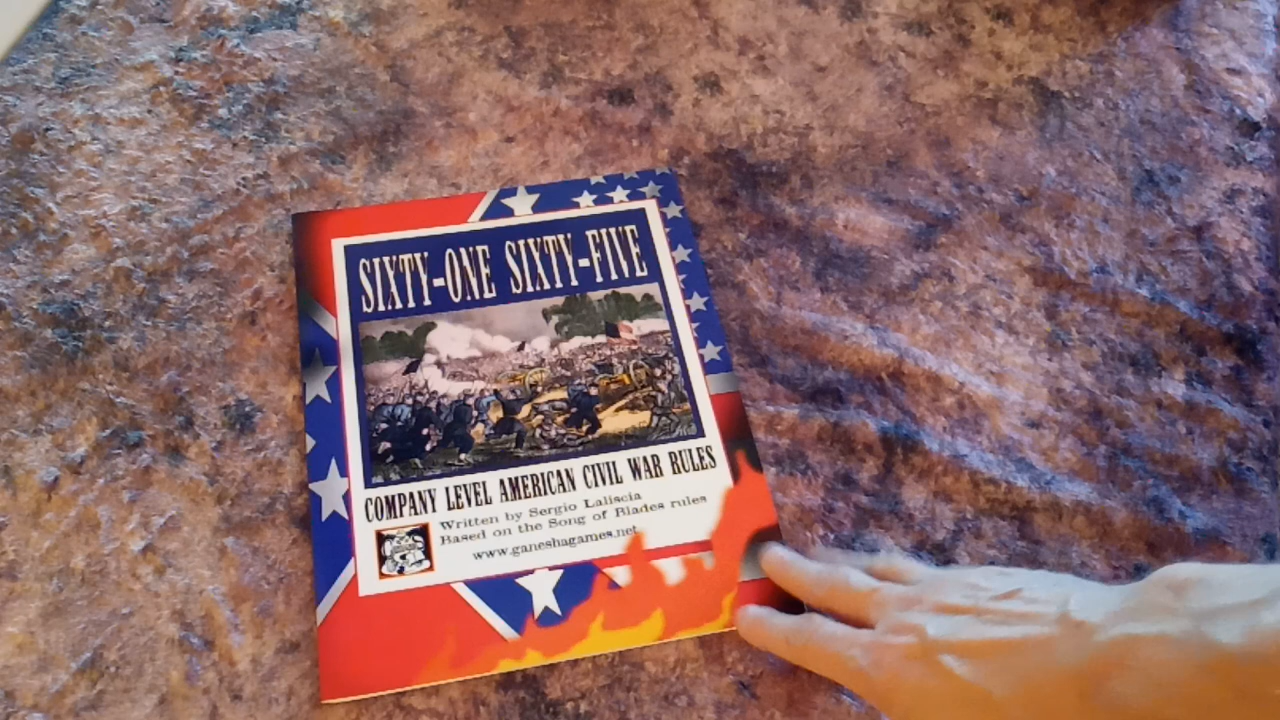 SIXTY-ONE SIXTY-FIVE
COMPANY LEVEL AMERICAN CIVIL WAR RULES
Written by Sergio Laliscia
Based on the Song of Blades rules
www.ganeshagames.net